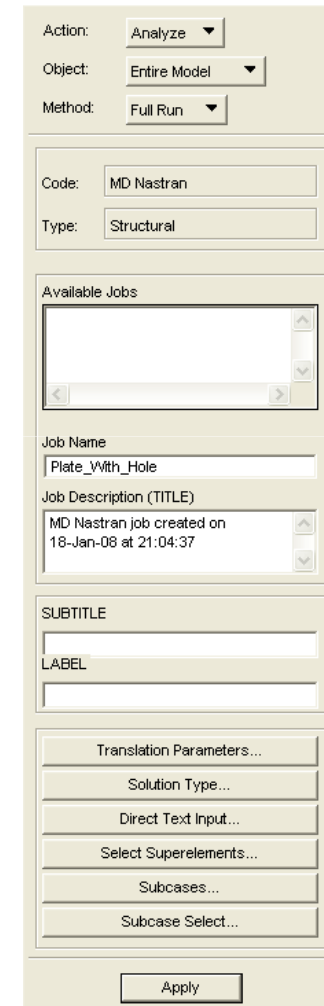 Action: Analyze
Object: Entire Model
Method: Full Run
Code: MD Nastran
Type: Structural
Available Jobs
Job Name
Plate_With_Hole
Job Description (TITLE)
MD Nastran job created on
18-Jan-08 at 21:04:37
SUBTITLE
LABEL
Translation Parameters...
Solution Type...
Direct Text Input...
Select Superelements...
Subcases...
Subcase Select...
Apply